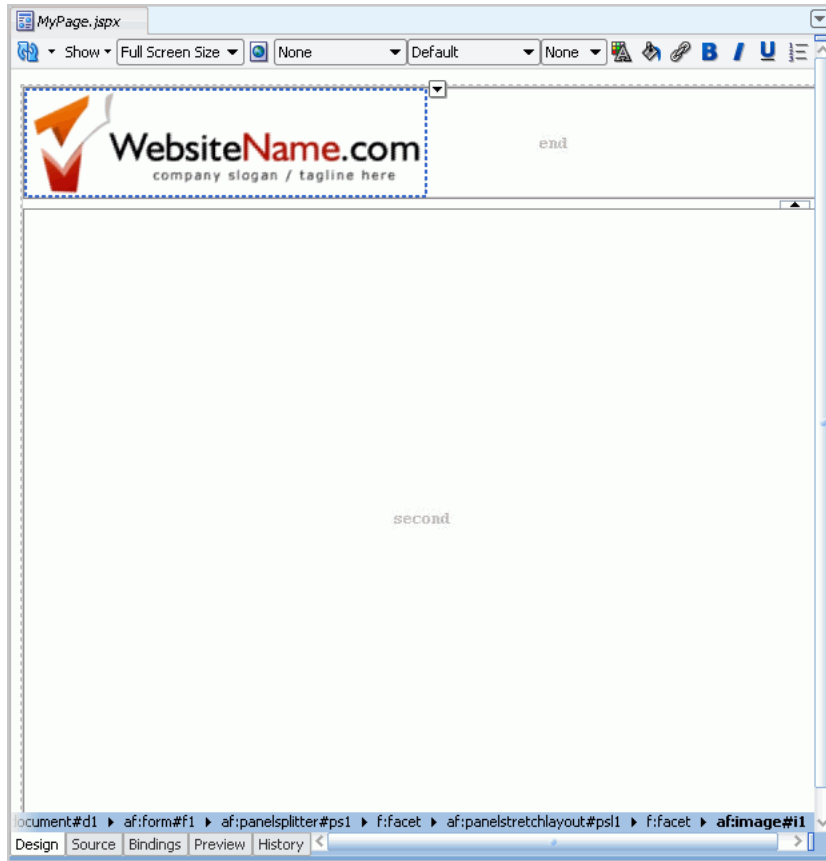 MyPage.jspx
Show Full Screen Size None Default None B I U
WebsiteName.com
company slogan / tagline here
end
second
ocument#d1 af:form#f1 af:panelsplitter#ps1 f:facet af:panelstretchlayout#psl1 f:facet af:image#i1
Design Source Bindings Preview History